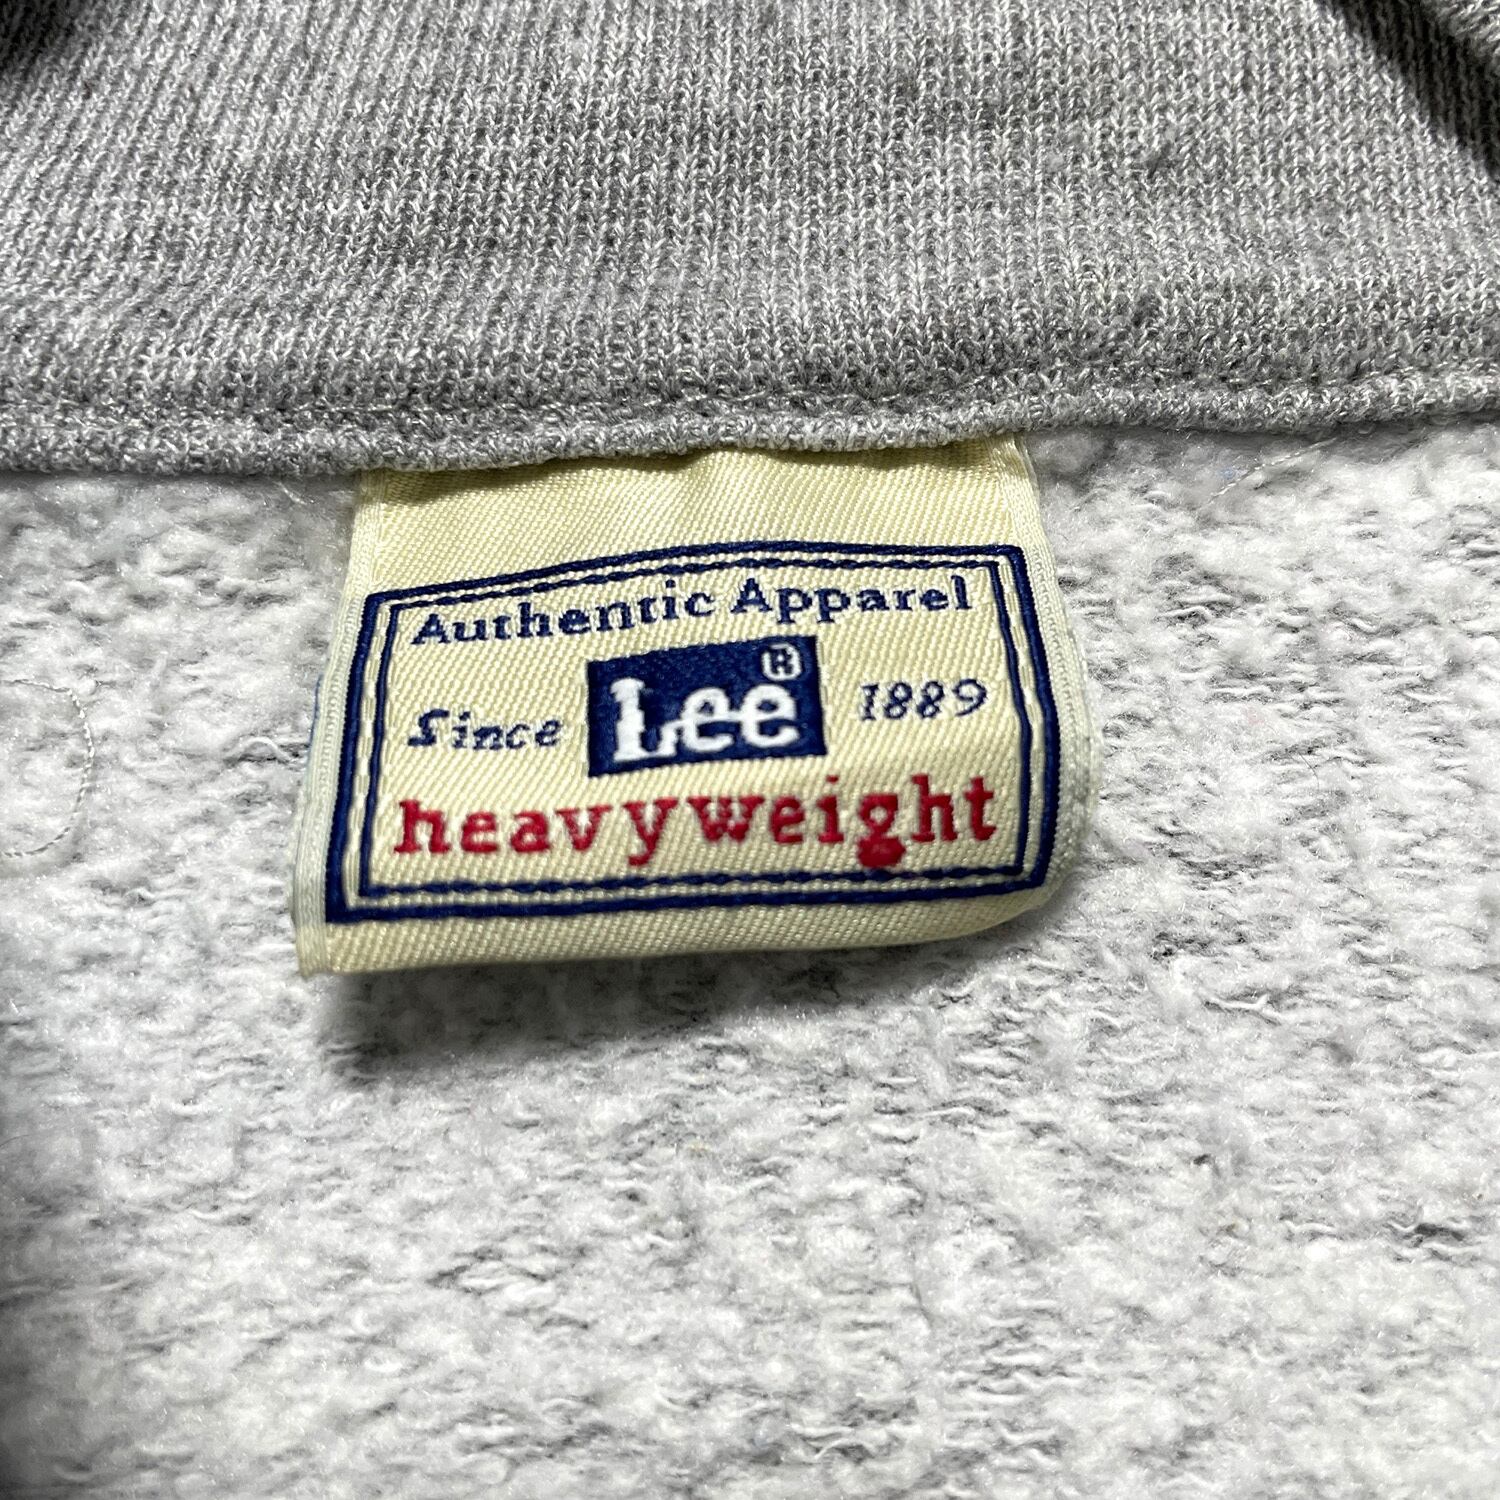 Authentic Apparel
Since Lee® 1889
heavyweight